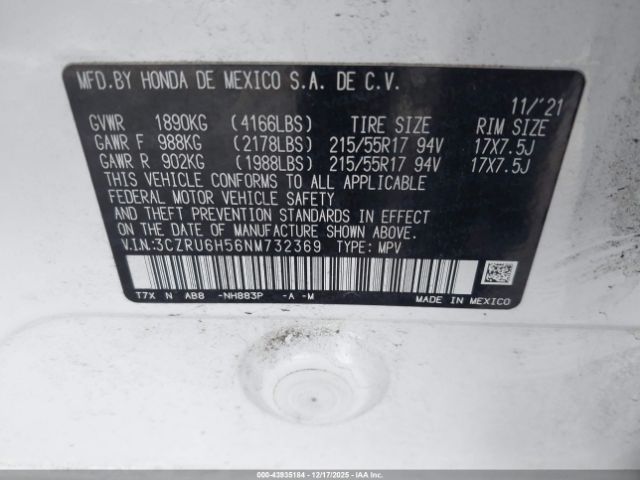 MFD.BY HONDA DE MEXICO S.A. DE C.V.
11/'21
GVWR 1890KG (4166LBS) TIRE SIZE RIM SIZE
GAWR F 988KG (2178LBS) 215/55R17 94V 17X7.5J
GAWR R 902KG (1988LBS) 215/55R17 94V 17X7.5J
THIS VEHICLE CONFORMS TO ALL APPLICABLE
FEDERAL MOTOR VEHICLE SAFETY
AND THEFT PREVENTION STANDARDS IN EFFECT
ON THE DATE OF MANUFACTURE SHOWN ABOVE.
V.I.N:3CZRU6H56NM732369 TYPE: MPV
T7X N AB8 -NH883P -A -M
MADE IN MEXICO
000-43935184 - 12/17/2025 - IAAI.COM